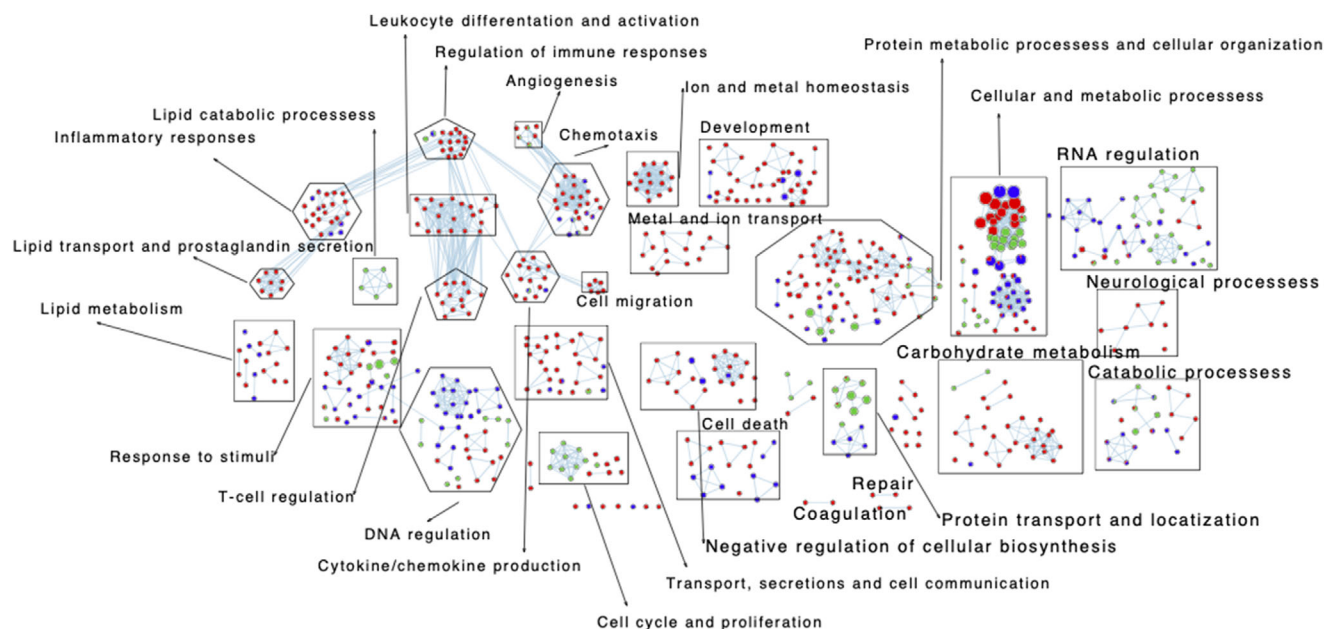 Leukocyte differentation and activation
Regulation of immune responses
Protein metabolic processess and cellular organization
Angiogenesis
Ion and metal homeostasis
Cellular and metabolic processess
Lipid catabolic processess
Inflammatory responses
Chemotaxis
Development
RNA regulation
Metal and ion transport
Lipid transport and prostaglandin secretion
Neurological processess
Cell migration
Lipid metabolism
Carbohydrate metabolism
Catabolic processess
Cell death
Response to stimuli
Repair
T-cell regulation
Coagulation
Protein transport and locatization
DNA regulation
Negative regulation of cellular biosynthesis
Cytokine/chemokine production
Transport, secretions and cell communication
Cell cycle and proliferation